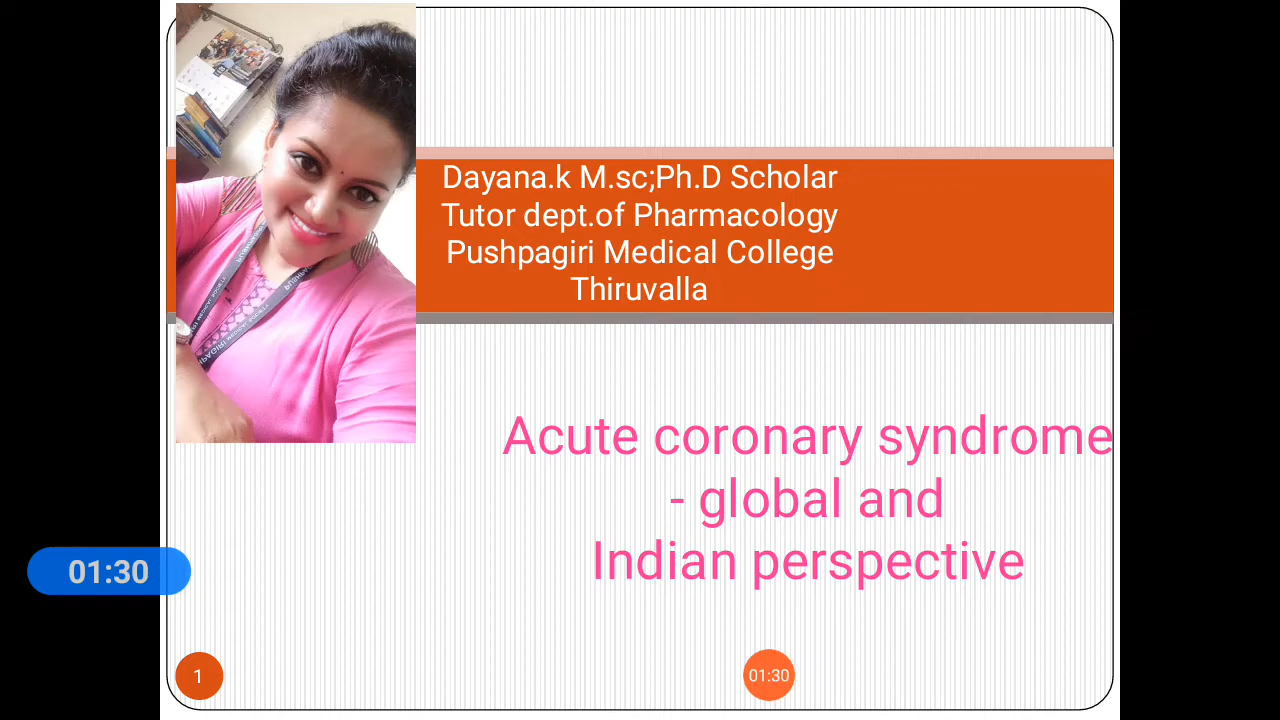 Dayana.k M.sc;Ph.D Scholar
Tutor dept.of Pharmacology
Pushpagiri Medical College
Thiruvalla
Acute coronary syndrome
- global and
Indian perspective
01:30
1
01:30